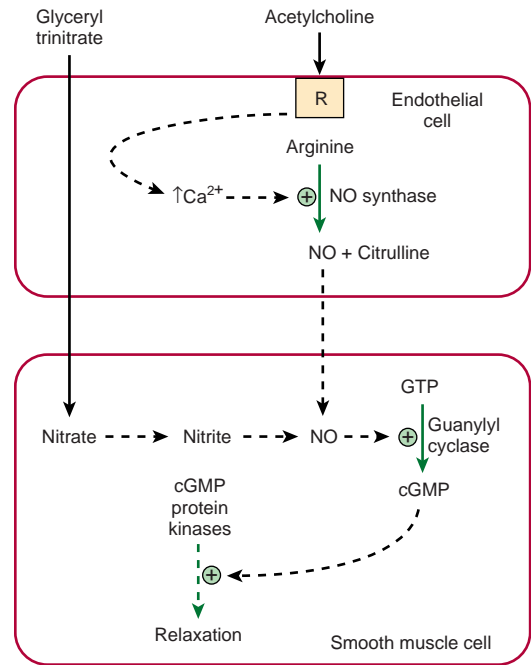 Glyceryl
trinitrate
Acetylcholine
R
Endothelial
cell
Arginine
↑Ca²⁺
+
NO synthase
NO + Citrulline
GTP
Nitrate
Nitrite
NO
+
Guanylyl
cyclase
cGMP
protein
kinases
cGMP
+
Relaxation
Smooth muscle cell